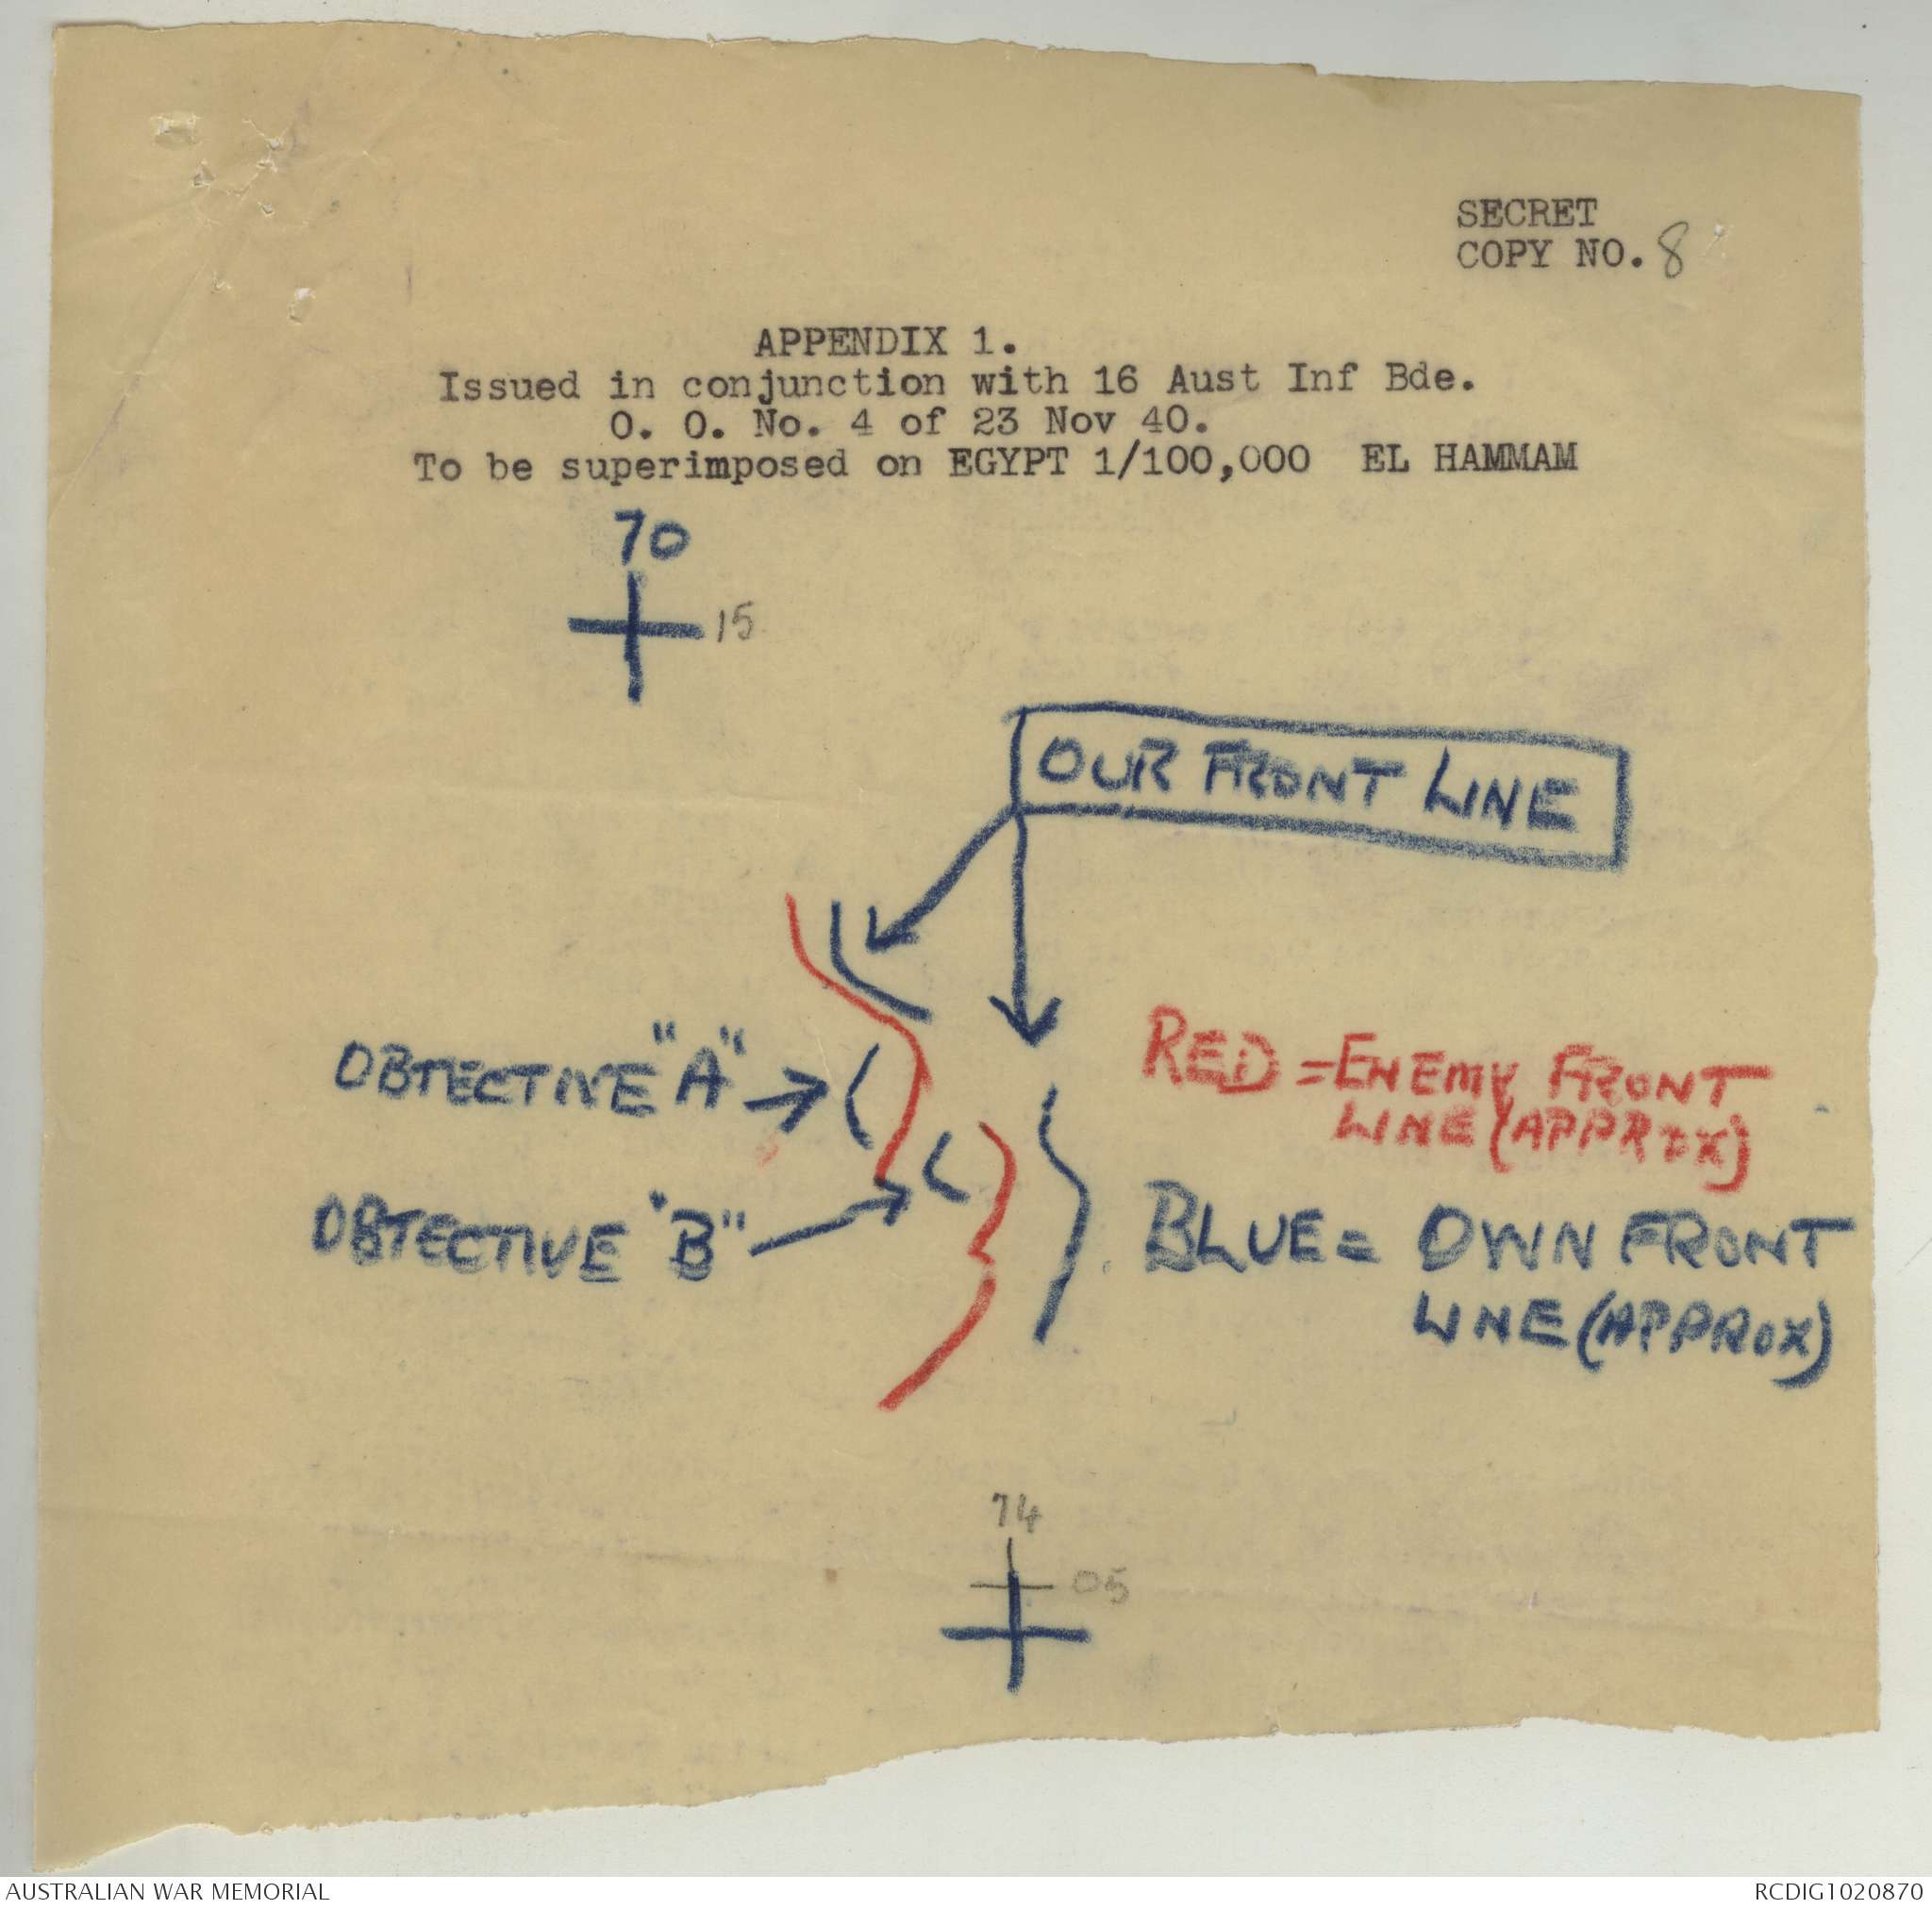 SECRET
COPY NO. 8
APPENDIX 1.
Issued in conjunction with 16 Aust Inf Bde.
O. O. No. 4 of 23 Nov 40.
To be superimposed on EGYPT 1/100,000 EL HAMMAM
70
15
OUR FRONT LINE
OBJECTIVE "A"
OBJECTIVE "B"
RED = ENEMY FRONT
LINE (APPROX)
BLUE = OWN FRONT
LINE (APPROX)
74
05
AUSTRALIAN WAR MEMORIAL
RCDIG1020870